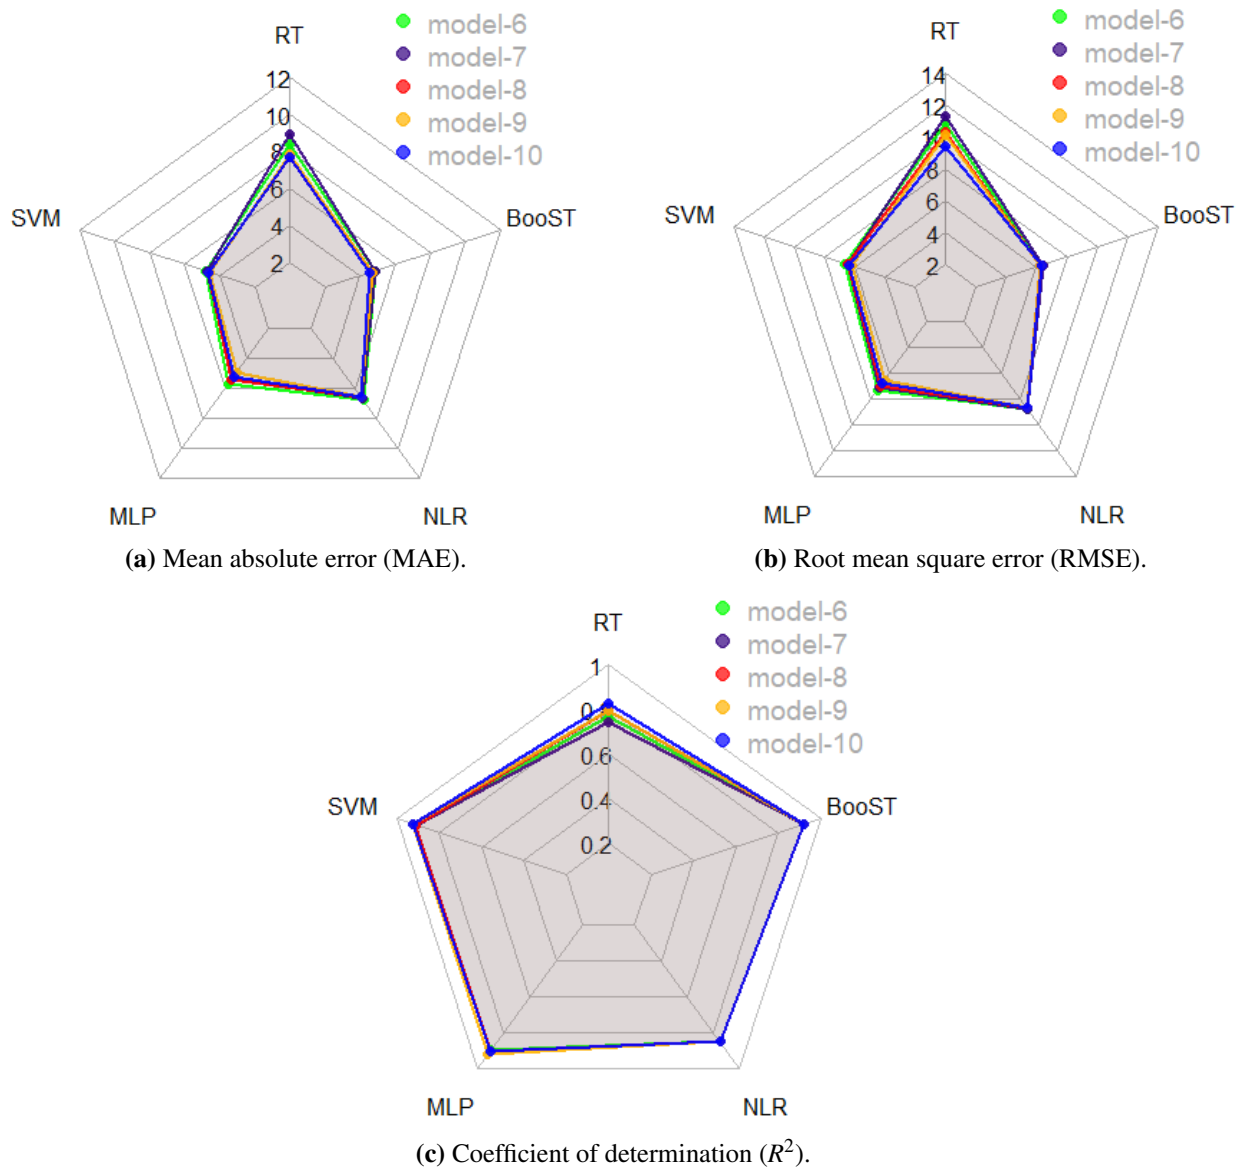 RT
model-6
model-7
model-8
model-9
model-10
12
10
8
6
4
2
SVM
BooST
MLP
NLR
(a) Mean absolute error (MAE).
RT
model-6
model-7
model-8
model-9
model-10
14
12
10
8
6
4
2
SVM
BooST
MLP
NLR
(b) Root mean square error (RMSE).
RT
model-6
model-7
model-8
model-9
model-10
1
0.6
0.4
0.2
SVM
BooST
MLP
NLR
(c) Coefficient of determination (R²).